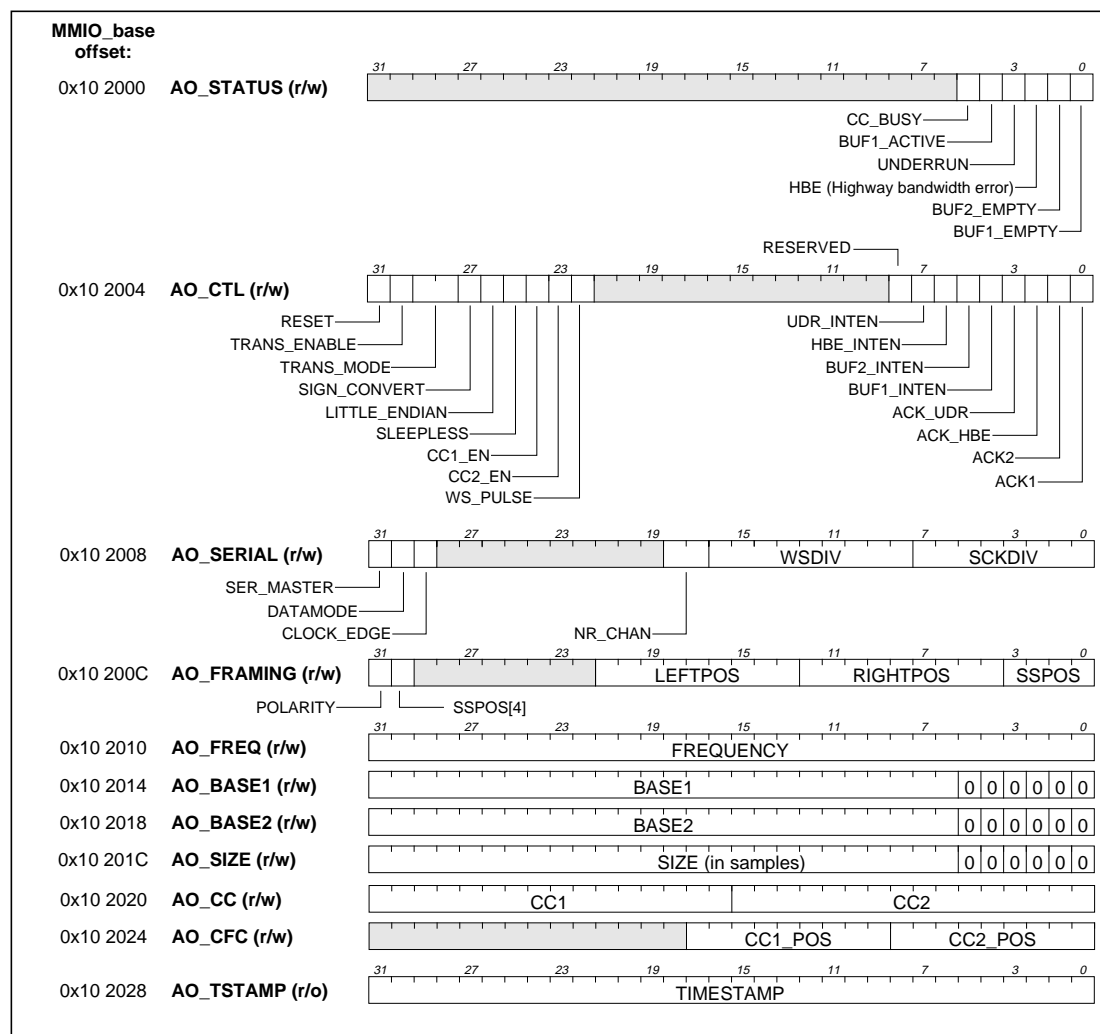 MMIO_base
offset:
31 27 23 19 15 11 7 3 0
0x10 2000 AO_STATUS (r/w)
CC_BUSY
BUF1_ACTIVE
UNDERRUN
HBE (Highway bandwidth error)
BUF2_EMPTY
BUF1_EMPTY
RESERVED
31 27 23 19 15 11 7 3 0
0x10 2004 AO_CTL (r/w)
RESET UDR_INTEN
TRANS_ENABLE HBE_INTEN
TRANS_MODE BUF2_INTEN
SIGN_CONVERT BUF1_INTEN
LITTLE_ENDIAN ACK_UDR
SLEEPLESS ACK_HBE
CC1_EN ACK2
CC2_EN ACK1
WS_PULSE
31 27 23 19 15 11 7 3 0
0x10 2008 AO_SERIAL (r/w) WSDIV SCKDIV
SER_MASTER
DATAMODE
CLOCK_EDGE NR_CHAN
31 27 23 19 15 11 7 3 0
0x10 200C AO_FRAMING (r/w) LEFTPOS RIGHTPOS SSPOS
POLARITY SSPOS[4]
31 27 23 19 15 11 7 3 0
0x10 2010 AO_FREQ (r/w) FREQUENCY
0x10 2014 AO_BASE1 (r/w) BASE1 0 0 0 0 0 0
0x10 2018 AO_BASE2 (r/w) BASE2 0 0 0 0 0 0
0x10 201C AO_SIZE (r/w) SIZE (in samples) 0 0 0 0 0 0
0x10 2020 AO_CC (r/w) CC1 CC2
0x10 2024 AO_CFC (r/w) CC1_POS CC2_POS
31 27 23 19 15 11 7 3 0
0x10 2028 AO_TSTAMP (r/o) TIMESTAMP